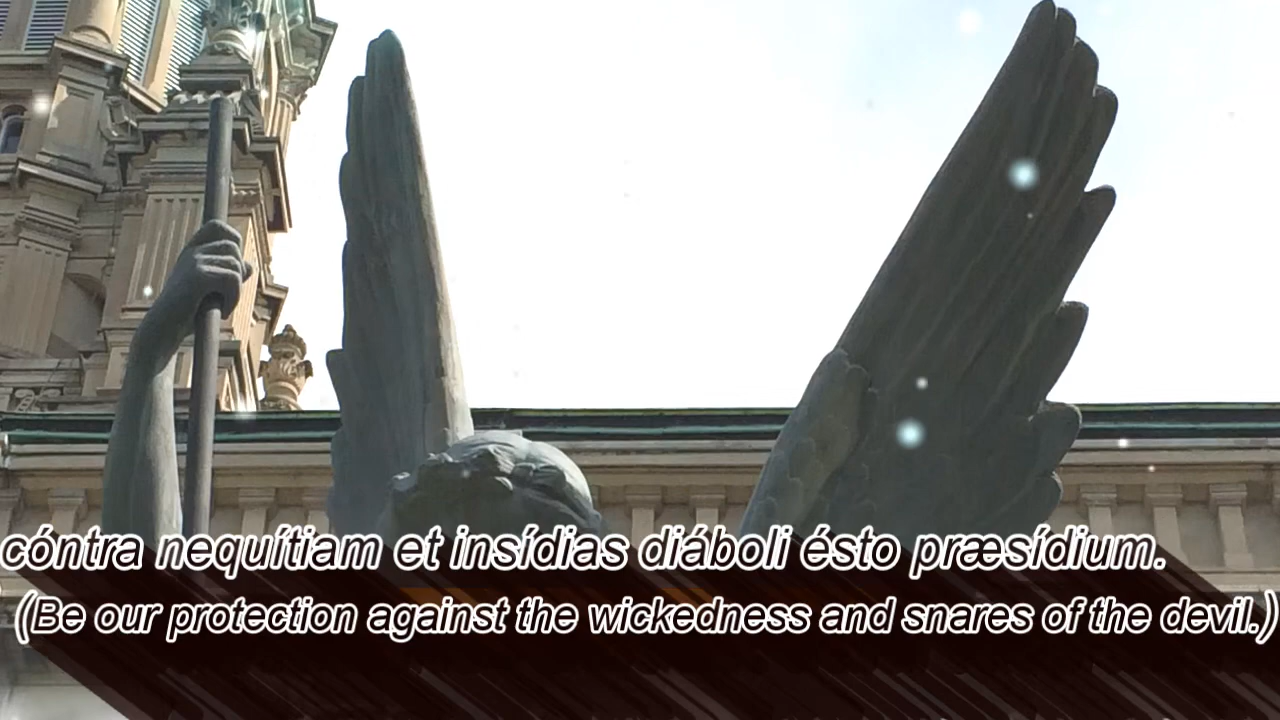 cóntra nequítiam et insídias diáboli ésto præsídium.
(Be our protection against the wickedness and snares of the devil.)